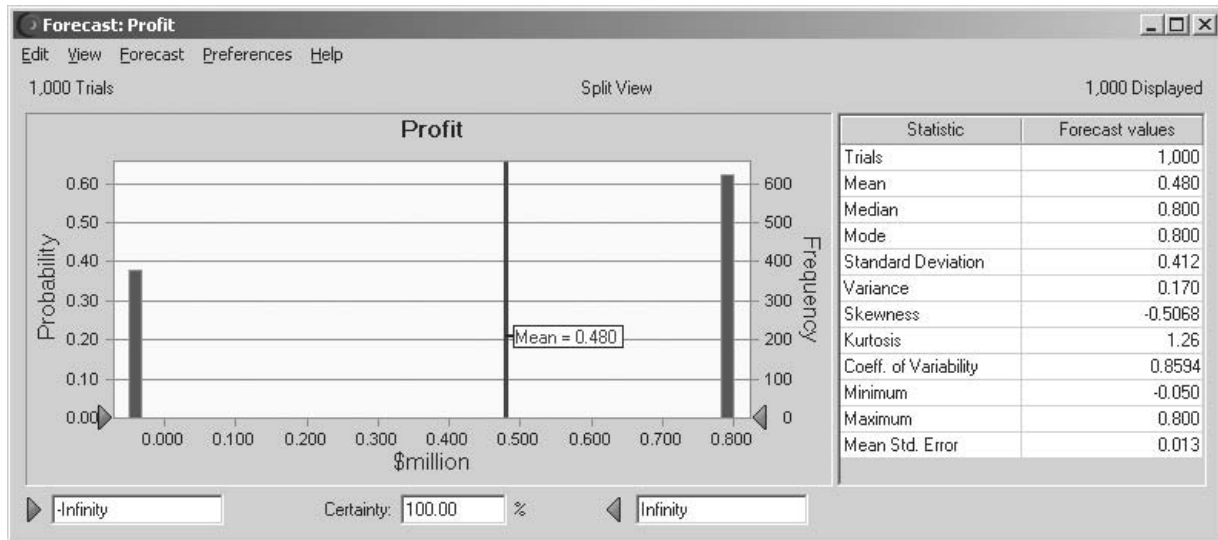 Forecast: Profit
Edit View Forecast Preferences Help
1,000 Trials Split View 1,000 Displayed
Profit
Probability
0.60
0.50
0.40
0.30
0.20
0.10
0.00
Mean = 0.480
600
500
400
300
200
100
0
Frequency
0.000 0.100 0.200 0.300 0.400 0.500 0.600 0.700 0.800
$million
Statistic Forecast values
Trials 1,000
Mean 0.480
Median 0.800
Mode 0.800
Standard Deviation 0.412
Variance 0.170
Skewness -0.5068
Kurtosis 1.26
Coeff. of Variability 0.8594
Minimum -0.050
Maximum 0.800
Mean Std. Error 0.013
-Infinity Certainty: 100.00 % Infinity